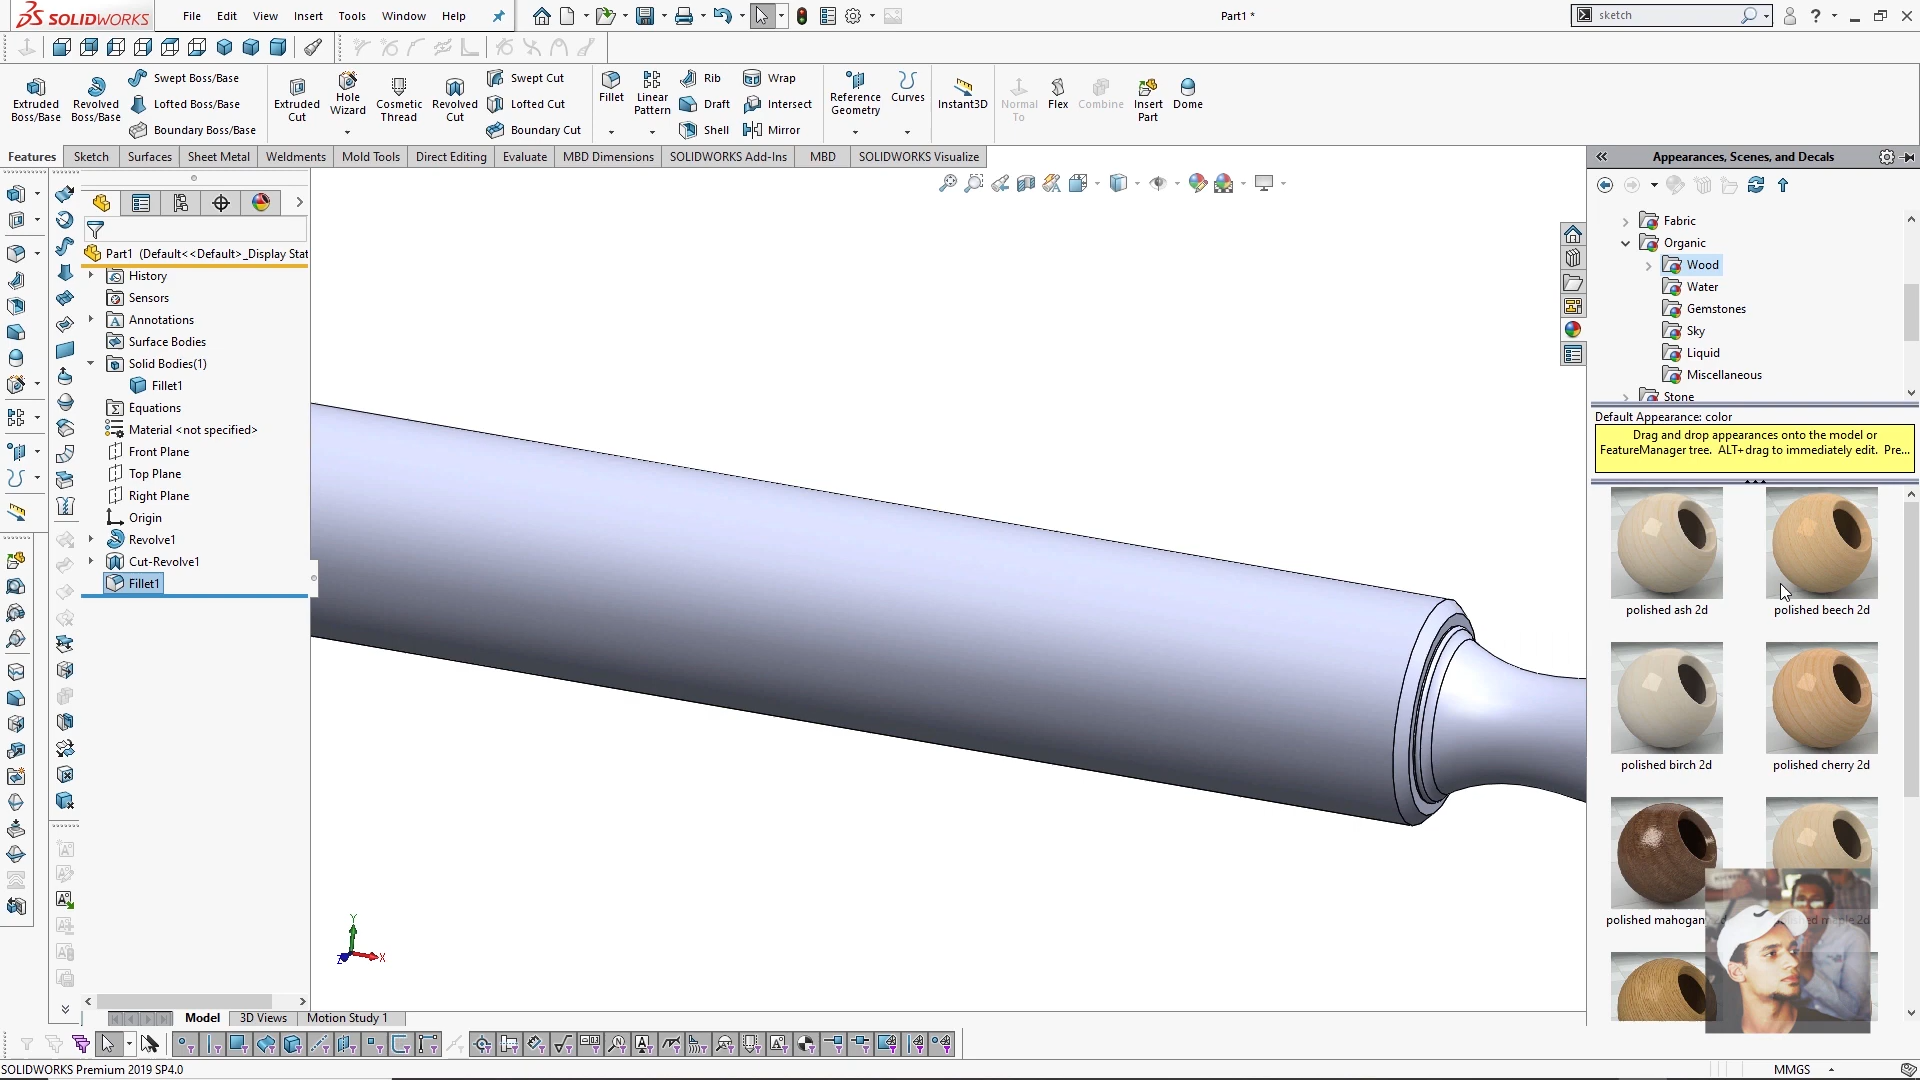 SOLIDWORKS File Edit View Insert Tools Window Help Part1 * sketch
Extruded Boss/Base
Revolved Boss/Base
Swept Boss/Base
Lofted Boss/Base
Boundary Boss/Base
Extruded Cut
Hole Wizard
Cosmetic Thread
Revolved Cut
Swept Cut
Lofted Cut
Boundary Cut
Fillet
Linear Pattern
Rib
Draft
Shell
Wrap
Intersect
Mirror
Reference Geometry
Curves
Instant3D
Normal To
Flex
Combine
Insert Part
Dome
Features Sketch Surfaces Sheet Metal Weldments Mold Tools Direct Editing Evaluate MBD Dimensions SOLIDWORKS Add-Ins MBD SOLIDWORKS Visualize
Part1 (Default<<Default>_Display Stat
History
Sensors
Annotations
Surface Bodies
Solid Bodies(1)
Fillet1
Equations
Material <not specified>
Front Plane
Top Plane
Right Plane
Origin
Revolve1
Cut-Revolve1
Fillet1
Y
X
Z
Appearances, Scenes, and Decals
Fabric
Organic
Wood
Water
Gemstones
Sky
Liquid
Miscellaneous
Stone
Default Appearance: color
Drag and drop appearances onto the model or
FeatureManager tree. ALT+drag to immediately edit. Pre...
polished ash 2d polished beech 2d
polished birch 2d polished cherry 2d
polished mahogany 2d polished maple 2d
Model 3D Views Motion Study 1
SOLIDWORKS Premium 2019 SP4.0 MMGS